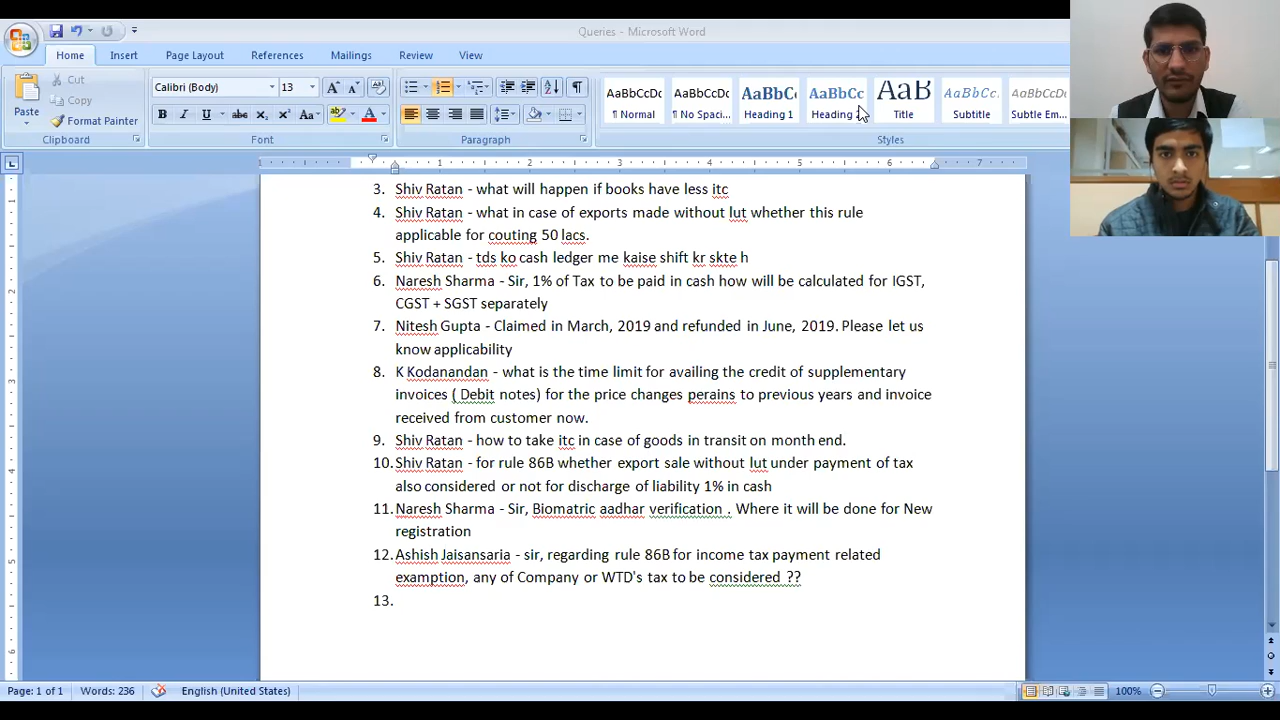 Queries - Microsoft Word
Home Insert Page Layout References Mailings Review View
Paste
Cut
Copy
Format Painter
Clipboard
Calibri (Body) 13
Font
Paragraph
AaBbCcDc AaBbCcDc AaBbC AaBbCc AaB AaBbCc. AaBbCcDc
¶ Normal ¶ No Spaci... Heading 1 Heading Title Subtitle Subtle Em...
Styles
3. Shiv Ratan - what will happen if books have less itc
4. Shiv Ratan - what in case of exports made without lut whether this rule
applicable for couting 50 lacs.
5. Shiv Ratan - tds ko cash ledger me kaise shift kr skte h
6. Naresh Sharma - Sir, 1% of Tax to be paid in cash how will be calculated for IGST,
CGST + SGST separately
7. Nitesh Gupta - Claimed in March, 2019 and refunded in June, 2019. Please let us
know applicability
8. K Kodanandan - what is the time limit for availing the credit of supplementary
invoices ( Debit notes) for the price changes perains to previous years and invoice
received from customer now.
9. Shiv Ratan - how to take itc in case of goods in transit on month end.
10. Shiv Ratan - for rule 86B whether export sale without lut under payment of tax
also considered or not for discharge of liability 1% in cash
11. Naresh Sharma - Sir, Biomatric aadhar verification . Where it will be done for New
registration
12. Ashish Jaisansaria - sir, regarding rule 86B for income tax payment related
examption, any of Company or WTD's tax to be considered ??
13.
Page: 1 of 1 Words: 236 English (United States) 100%